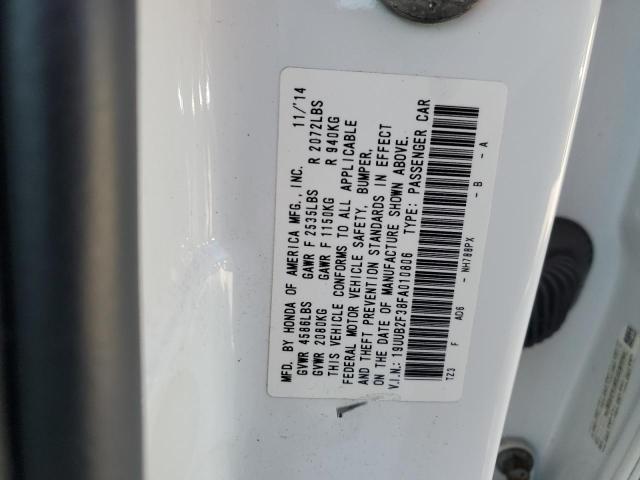 MFD. BY HONDA OF AMERICA MFG., INC. 11/'14
GVWR 4586LBS GAWR F 2535LBS R 2072LBS
GVWR 2080KG GAWR F 1150KG R 940KG
THIS VEHICLE CONFORMS TO ALL APPLICABLE
FEDERAL MOTOR VEHICLE SAFETY, BUMPER,
AND THEFT PREVENTION STANDARDS IN EFFECT
ON THE DATE OF MANUFACTURE SHOWN ABOVE.
V.I.N.: 19UUB2F38FA010806 TYPE: PASSENGER CAR
TZ3 F AD6 - NH788PX - B - A